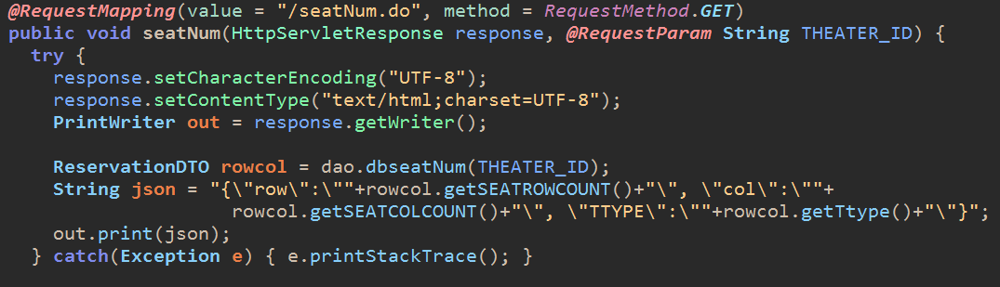 @RequestMapping(value = "/seatNum.do", method = RequestMethod.GET)
public void seatNum(HttpServletResponse response, @RequestParam String THEATER_ID) {
try {
response.setCharacterEncoding("UTF-8");
response.setContentType("text/html;charset=UTF-8");
PrintWriter out = response.getWriter();
ReservationDTO rowcol = dao.dbseatNum(THEATER_ID);
String json = "{\"row\":\""+rowcol.getSEATROWCOUNT()+"\", \"col\":\""+
rowcol.getSEATCOLCOUNT()+"\", \"TTYPE\":\""+rowcol.getTtype()+"\"}";
out.print(json);
} catch(Exception e) { e.printStackTrace(); }